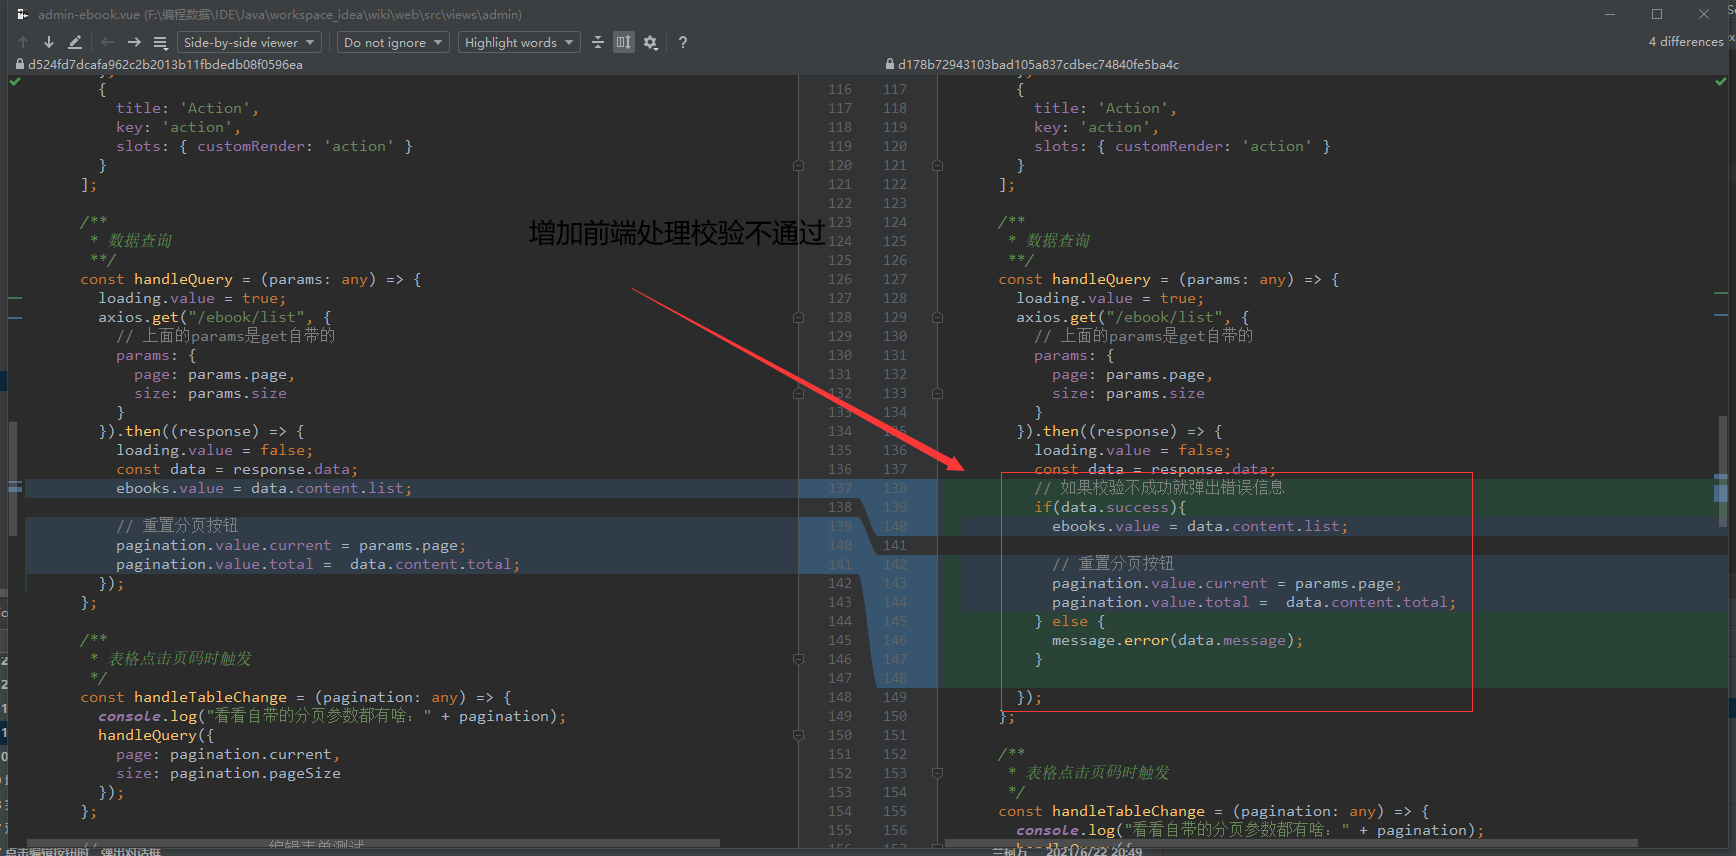 admin-ebook.vue (F:\编程数据\IDE\Java\workspace_idea\wiki\web\src\views\admin)
Side-by-side viewer
Do not ignore
Highlight words
?
4 differences
d524fd7dcafa962c2b2013b11fbdedb08f0596ea
{
title: 'Action',
key: 'action',
slots: { customRender: 'action' }
}
];
/**
* 数据查询
**/
const handleQuery = (params: any) => {
loading.value = true;
axios.get("/ebook/list", {
// 上面的params是get自带的
params: {
page: params.page,
size: params.size
}
}).then((response) => {
loading.value = false;
const data = response.data;
ebooks.value = data.content.list;
// 重置分页按钮
pagination.value.current = params.page;
pagination.value.total =  data.content.total;
});
};
/**
* 表格点击页码时触发
*/
const handleTableChange = (pagination: any) => {
console.log("看看自带的分页参数都有啥: " + pagination);
handleQuery({
page: pagination.current,
size: pagination.pageSize
});
};
增加前端处理校验不通过
116 117
117 118
118 119
119 120
120 121
121 122
122 123
123 124
124 125
125 126
126 127
127 128
128 129
129 130
130 131
131 132
132 133
133 134
134 135
135 136
136 137
137 138
138 139
139 140
140 141
141 142
142 143
143 144
144 145
145 146
146 147
147 148
148 149
149 150
150 151
151 152
152 153
153 154
154 155
155 156
d178b72943103bad105a837cdbec74840fe5ba4c
{
title: 'Action',
key: 'action',
slots: { customRender: 'action' }
}
];
/**
* 数据查询
**/
const handleQuery = (params: any) => {
loading.value = true;
axios.get("/ebook/list", {
// 上面的params是get自带的
params: {
page: params.page,
size: params.size
}
}).then((response) => {
loading.value = false;
const data = response.data;
// 如果校验不成功就弹出错误信息
if(data.success){
ebooks.value = data.content.list;
// 重置分页按钮
pagination.value.current = params.page;
pagination.value.total =  data.content.total;
} else {
message.error(data.message);
}
});
};
/**
* 表格点击页码时触发
*/
const handleTableChange = (pagination: any) => {
console.log("看看自带的分页参数都有啥: " + pagination);
2021/6/22 20:49